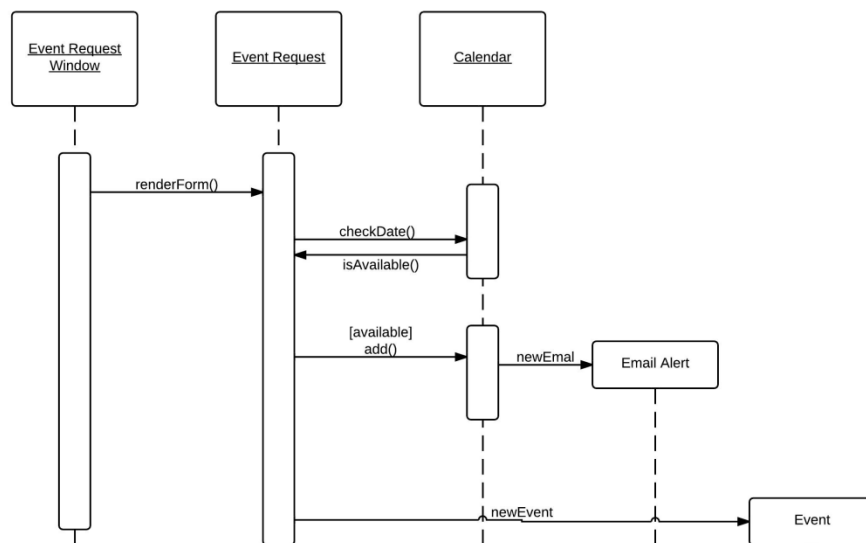 Event Request
Window
Event Request
Calendar
renderForm()
checkDate()
isAvailable()
[available]
add()
newEmal
Email Alert
newEvent
Event